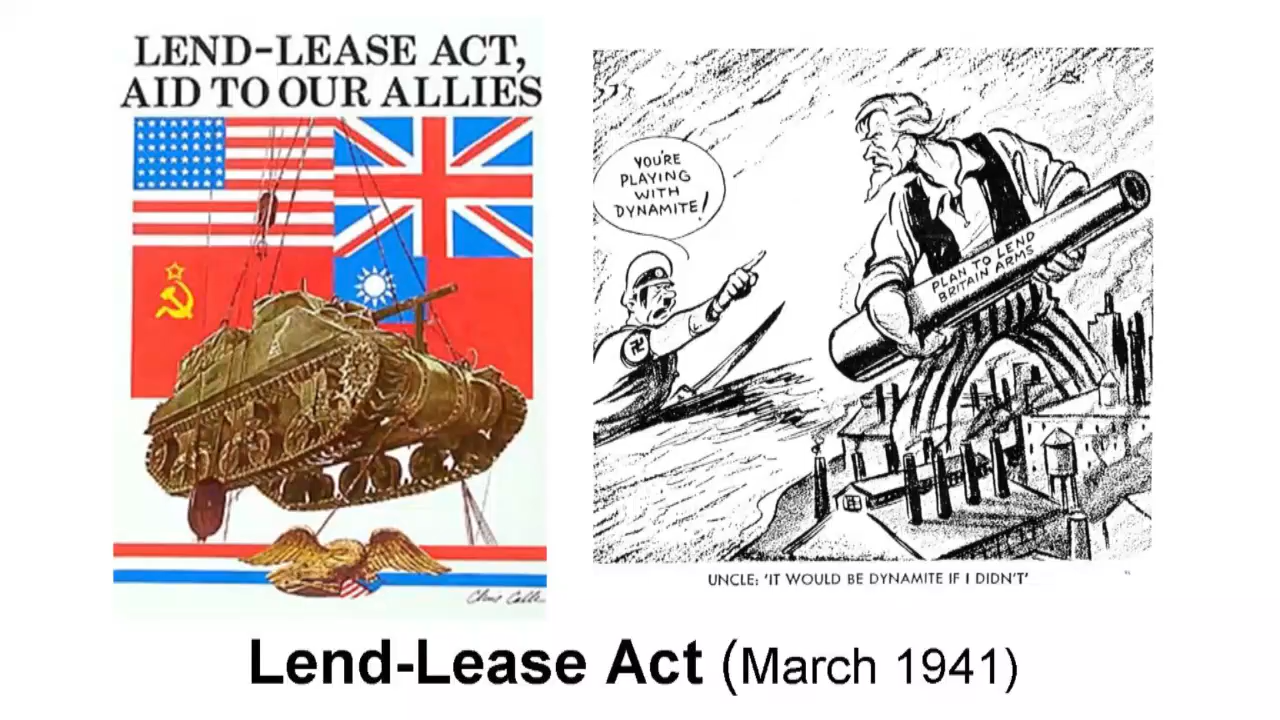 LEND-LEASE ACT,
AID TO OUR ALLIES
YOU'RE
PLAYING
WITH
DYNAMITE!
PLAN TO LEND
BRITAIN ARMS
UNCLE: 'IT WOULD BE DYNAMITE IF I DIDN'T'
Lend-Lease Act (March 1941)